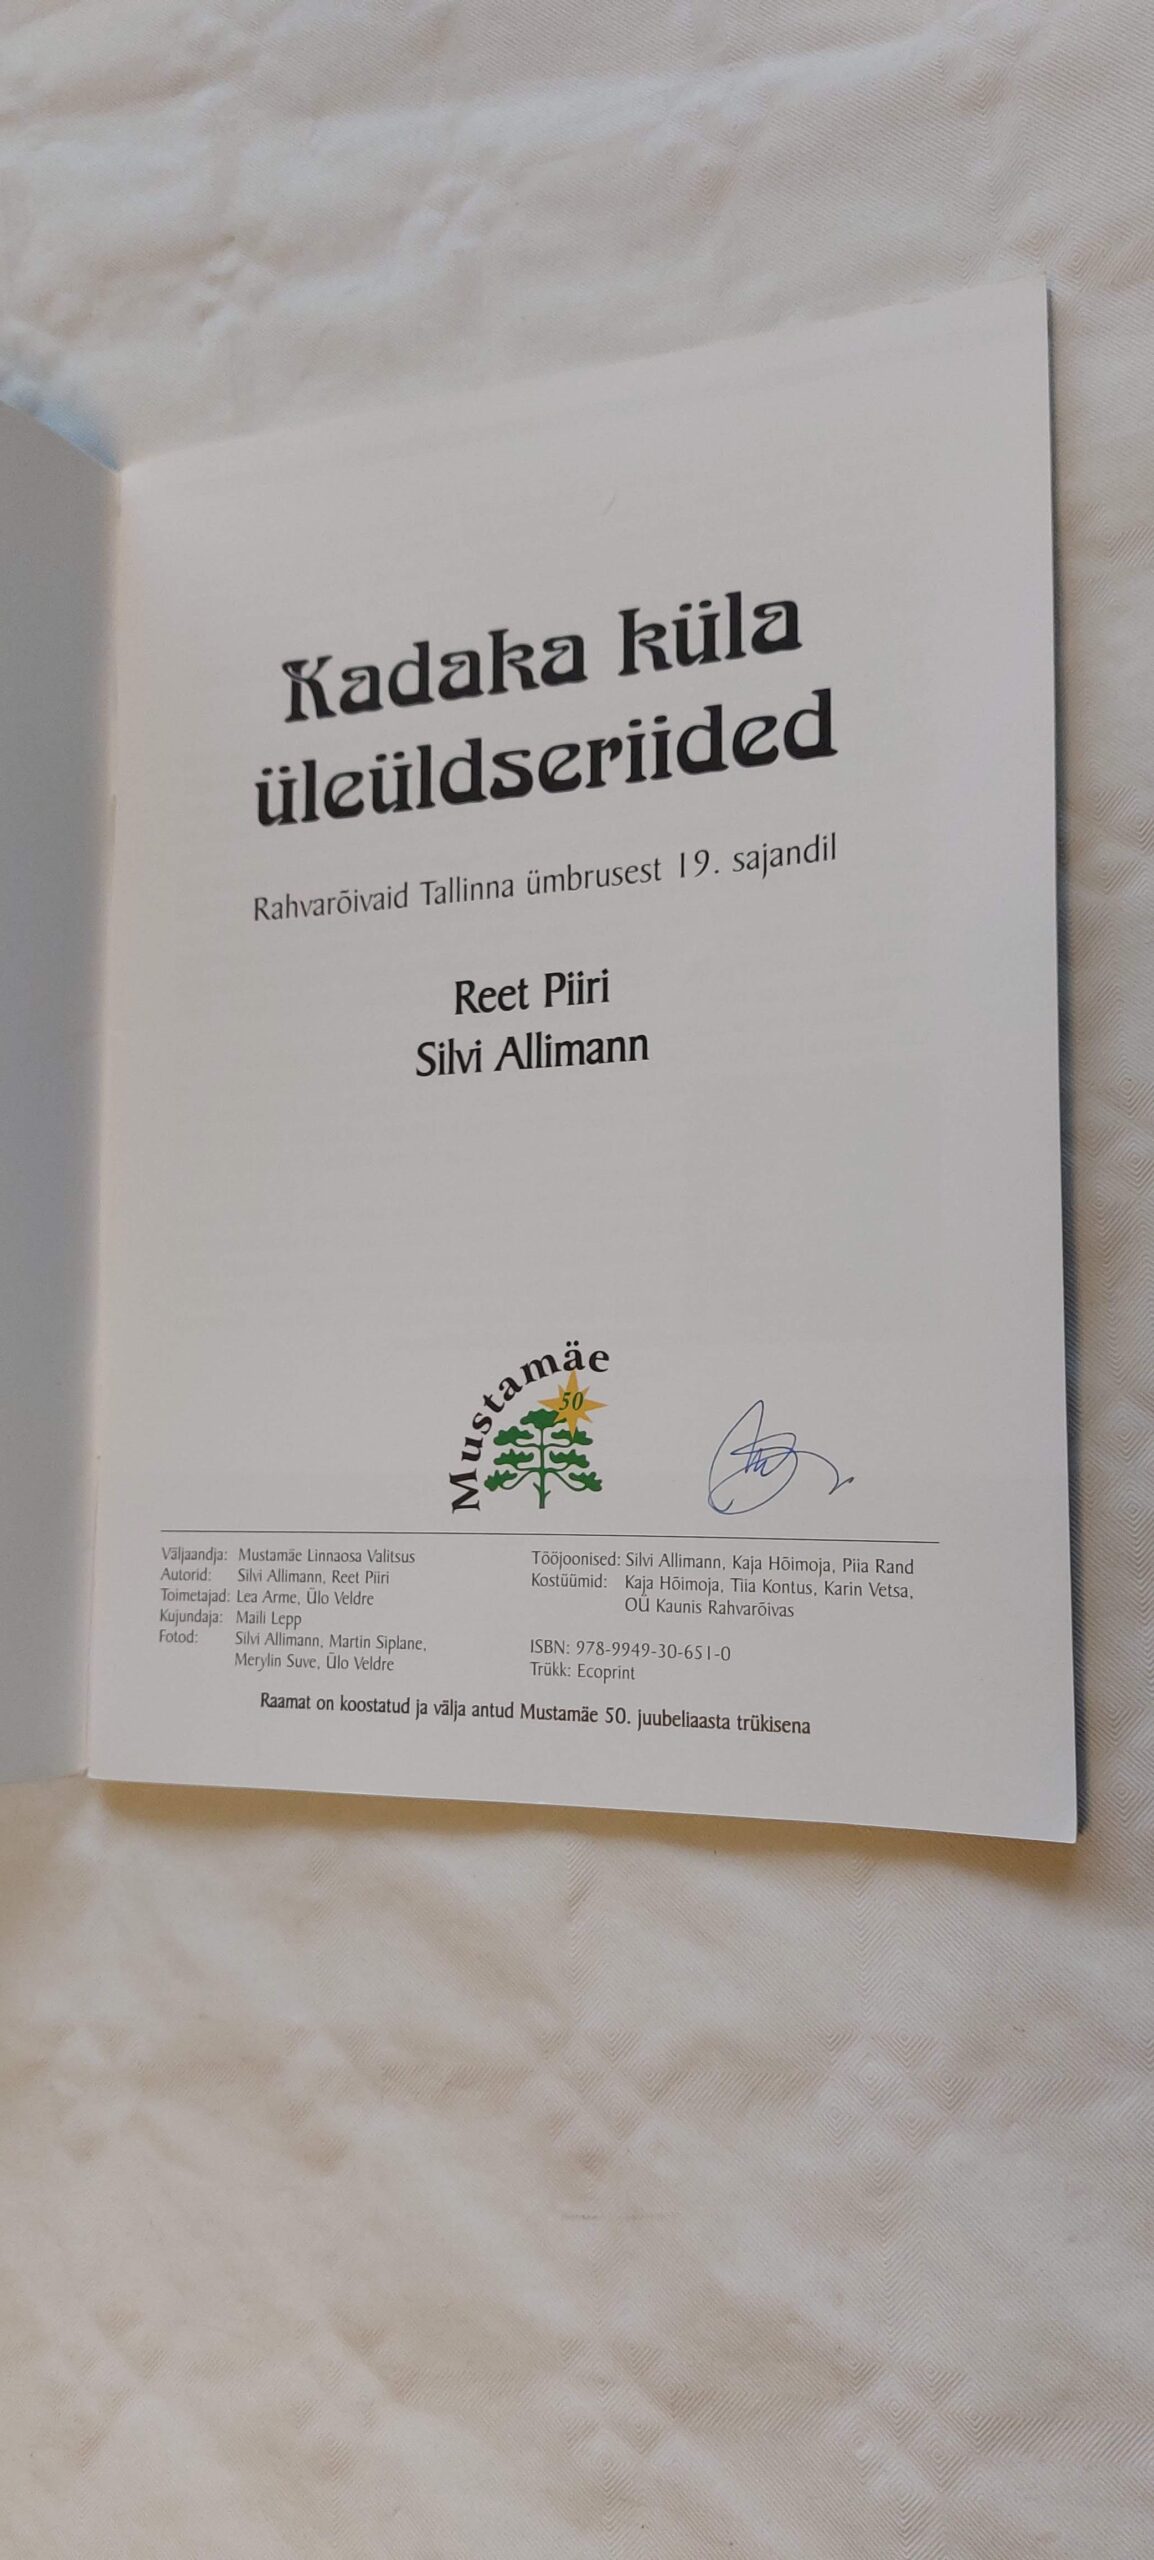 Kadaka küla
üleüldseriided
Rahvarõivaid Tallinna ümbrusest 19. sajandil
Reet Piiri
Silvi Allimann
Mustamäe
50
Väljaandja: Mustamäe Linnaosa Valitsus
Autorid: Silvi Allimann, Reet Piiri
Toimetajad: Lea Arme, Ülo Veldre
Kujundaja: Maili Lepp
Fotod: Silvi Allimann, Martin Siplane,
Merylin Suve, Ülo Veldre
Tööjoonised: Silvi Allimann, Kaja Hõimoja, Piia Rand
Kostüümid: Kaja Hõimoja, Tiia Kontus, Karin Vetsa,
OÜ Kaunis Rahvarõivas
ISBN: 978-9949-30-651-0
Trükk: Ecoprint
Raamat on koostatud ja välja antud Mustamäe 50. juubeliaasta trükisena